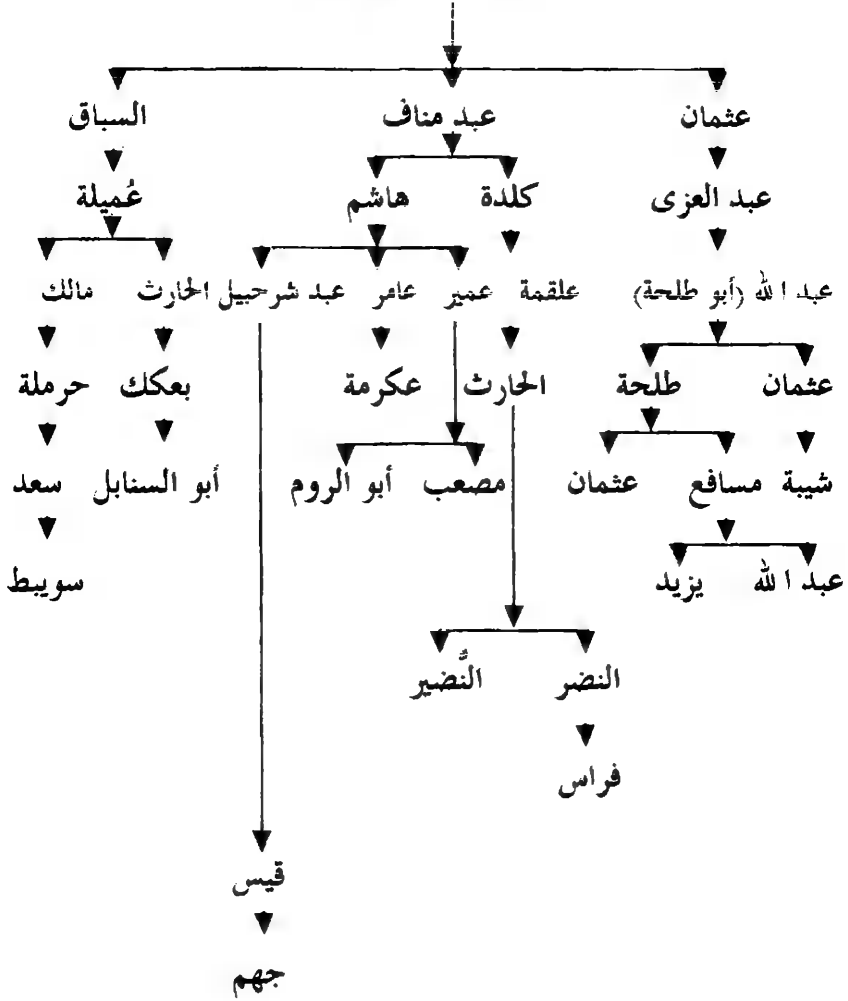 عثمان عبد مناف السباق
عبد العزى كلدة هاشم عُميلة
عبد الله (أبو طلحة) علقمة عمير عامر عبد شرحبيل الحارث مالك
عثمان طلحة الحارث عكرمة بعكك حرملة
شيبة مسافع عثمان مصعب أبو الروم أبو السنابل سعد
عبد الله يزيد سويبط
النضر النُّضير
فراس
قيس
جهم